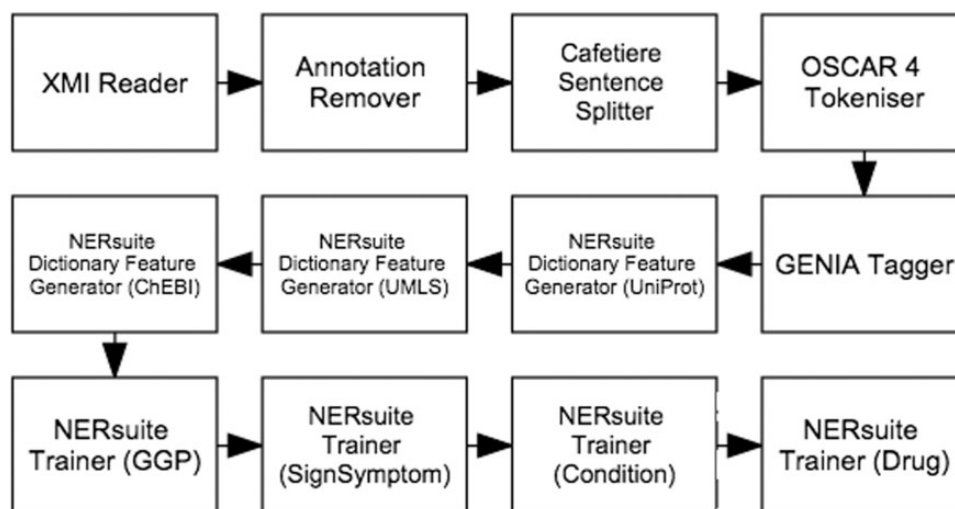 XMI Reader
Annotation
Remover
Cafetiere
Sentence
Splitter
OSCAR 4
Tokeniser
GENIA Tagger
NERsuite
Dictionary Feature
Generator (UniProt)
NERsuite
Dictionary Feature
Generator (UMLS)
NERsuite
Dictionary Feature
Generator (ChEBI)
NERsuite
Trainer (GGP)
NERsuite
Trainer
(SignSymptom)
NERsuite
Trainer
(Condition)
NERsuite
Trainer (Drug)